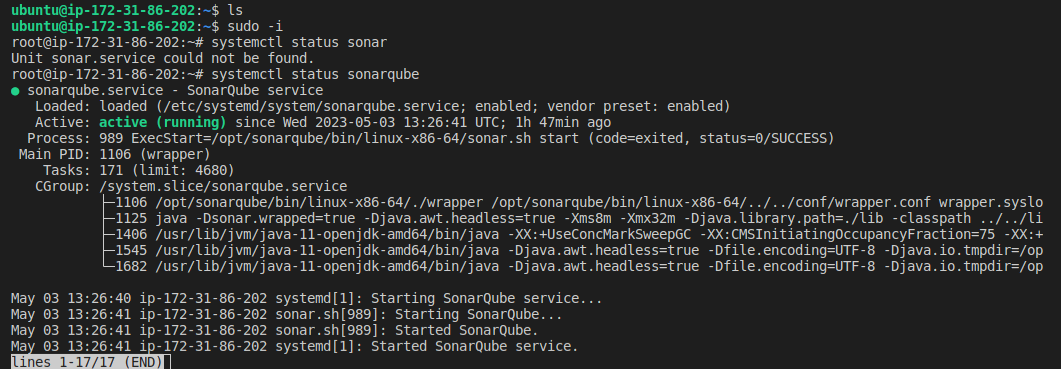 ubuntu@ip-172-31-86-202:~$ ls
ubuntu@ip-172-31-86-202:~$ sudo -i
root@ip-172-31-86-202:~# systemctl status sonar
Unit sonar.service could not be found.
root@ip-172-31-86-202:~# systemctl status sonarqube
● sonarqube.service - SonarQube service
   Loaded: loaded (/etc/systemd/system/sonarqube.service; enabled; vendor preset: enabled)
   Active: active (running) since Wed 2023-05-03 13:26:41 UTC; 1h 47min ago
  Process: 989 ExecStart=/opt/sonarqube/bin/linux-x86-64/sonar.sh start (code=exited, status=0/SUCCESS)
 Main PID: 1106 (wrapper)
    Tasks: 171 (limit: 4680)
   CGroup: /system.slice/sonarqube.service
           ├─1106 /opt/sonarqube/bin/linux-x86-64/./wrapper /opt/sonarqube/bin/linux-x86-64/../../conf/wrapper.conf wrapper.syslo
           ├─1125 java -Dsonar.wrapped=true -Djava.awt.headless=true -Xms8m -Xmx32m -Djava.library.path=./lib -classpath ../../li
           ├─1406 /usr/lib/jvm/java-11-openjdk-amd64/bin/java -XX:+UseConcMarkSweepGC -XX:CMSInitiatingOccupancyFraction=75 -XX:+
           ├─1545 /usr/lib/jvm/java-11-openjdk-amd64/bin/java -Djava.awt.headless=true -Dfile.encoding=UTF-8 -Djava.io.tmpdir=/op
           └─1682 /usr/lib/jvm/java-11-openjdk-amd64/bin/java -Djava.awt.headless=true -Dfile.encoding=UTF-8 -Djava.io.tmpdir=/op

May 03 13:26:40 ip-172-31-86-202 systemd[1]: Starting SonarQube service...
May 03 13:26:41 ip-172-31-86-202 sonar.sh[989]: Starting SonarQube...
May 03 13:26:41 ip-172-31-86-202 sonar.sh[989]: Started SonarQube.
May 03 13:26:41 ip-172-31-86-202 systemd[1]: Started SonarQube service.
lines 1-17/17 (END)